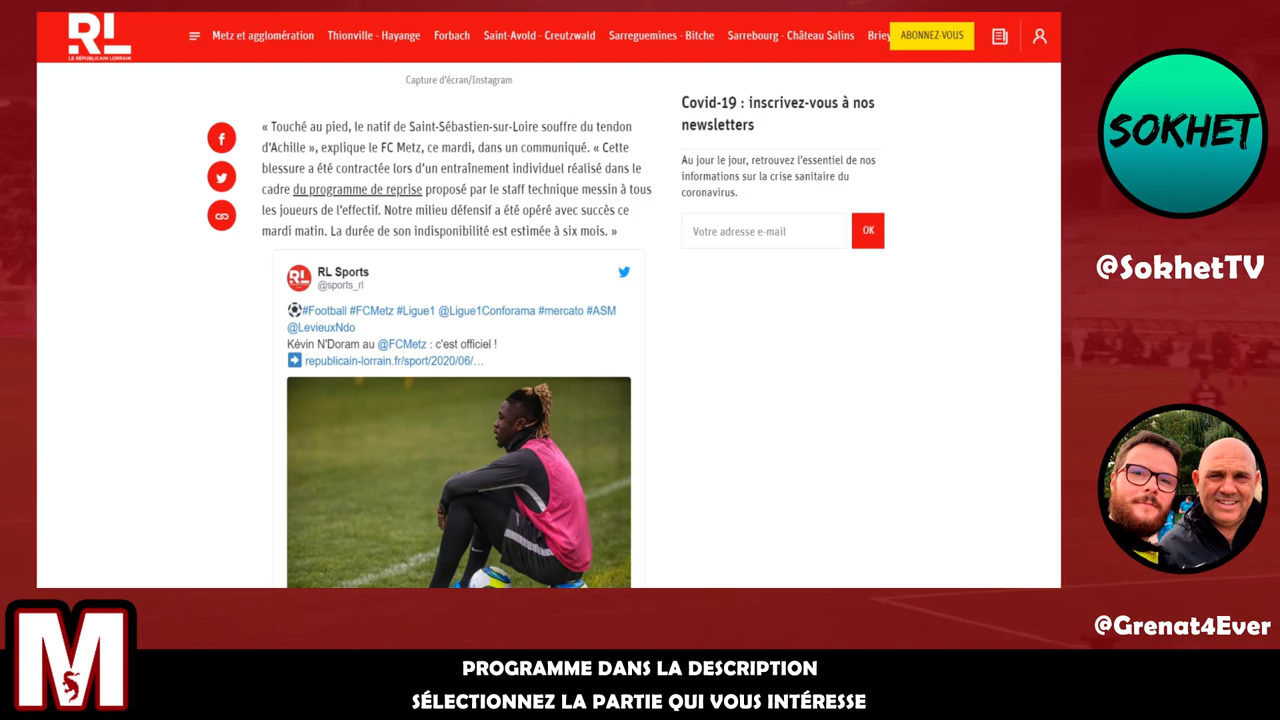 RL
LE RÉPUBLICAIN LORRAIN
Metz et agglomération
Thionville - Hayange
Forbach
Saint-Avold - Creutzwald
Sarreguemines - Bitche
Sarrebourg - Château Salins
Briey
ABONNEZ-VOUS
Capture d'écran/Instagram
« Touché au pied, le natif de Saint-Sébastien-sur-Loire souffre du tendon
d'Achille », explique le FC Metz, ce mardi, dans un communiqué. « Cette
blessure a été contractée lors d'un entraînement individuel réalisé dans le
cadre du programme de reprise proposé par le staff technique messin à tous
les joueurs de l'effectif. Notre milieu défensif a été opéré avec succès ce
mardi matin. La durée de son indisponibilité est estimée à six mois. »
RL Sports
@sports_rl
#Football #FCMetz #Ligue1 @Ligue1Conforama #mercato #ASM
@LevieuxNdo
Kévin N'Doram au @FCMetz : c'est officiel !
republicain-lorrain.fr/sport/2020/06/…
Covid-19 : inscrivez-vous à nos
newsletters
Au jour le jour, retrouvez l'essentiel de nos
informations sur la crise sanitaire du
coronavirus.
Votre adresse e-mail
OK
SOKHET
@SokhetTV
@Grenat4Ever
M
PROGRAMME DANS LA DESCRIPTION
SÉLECTIONNEZ LA PARTIE QUI VOUS INTÉRESSE